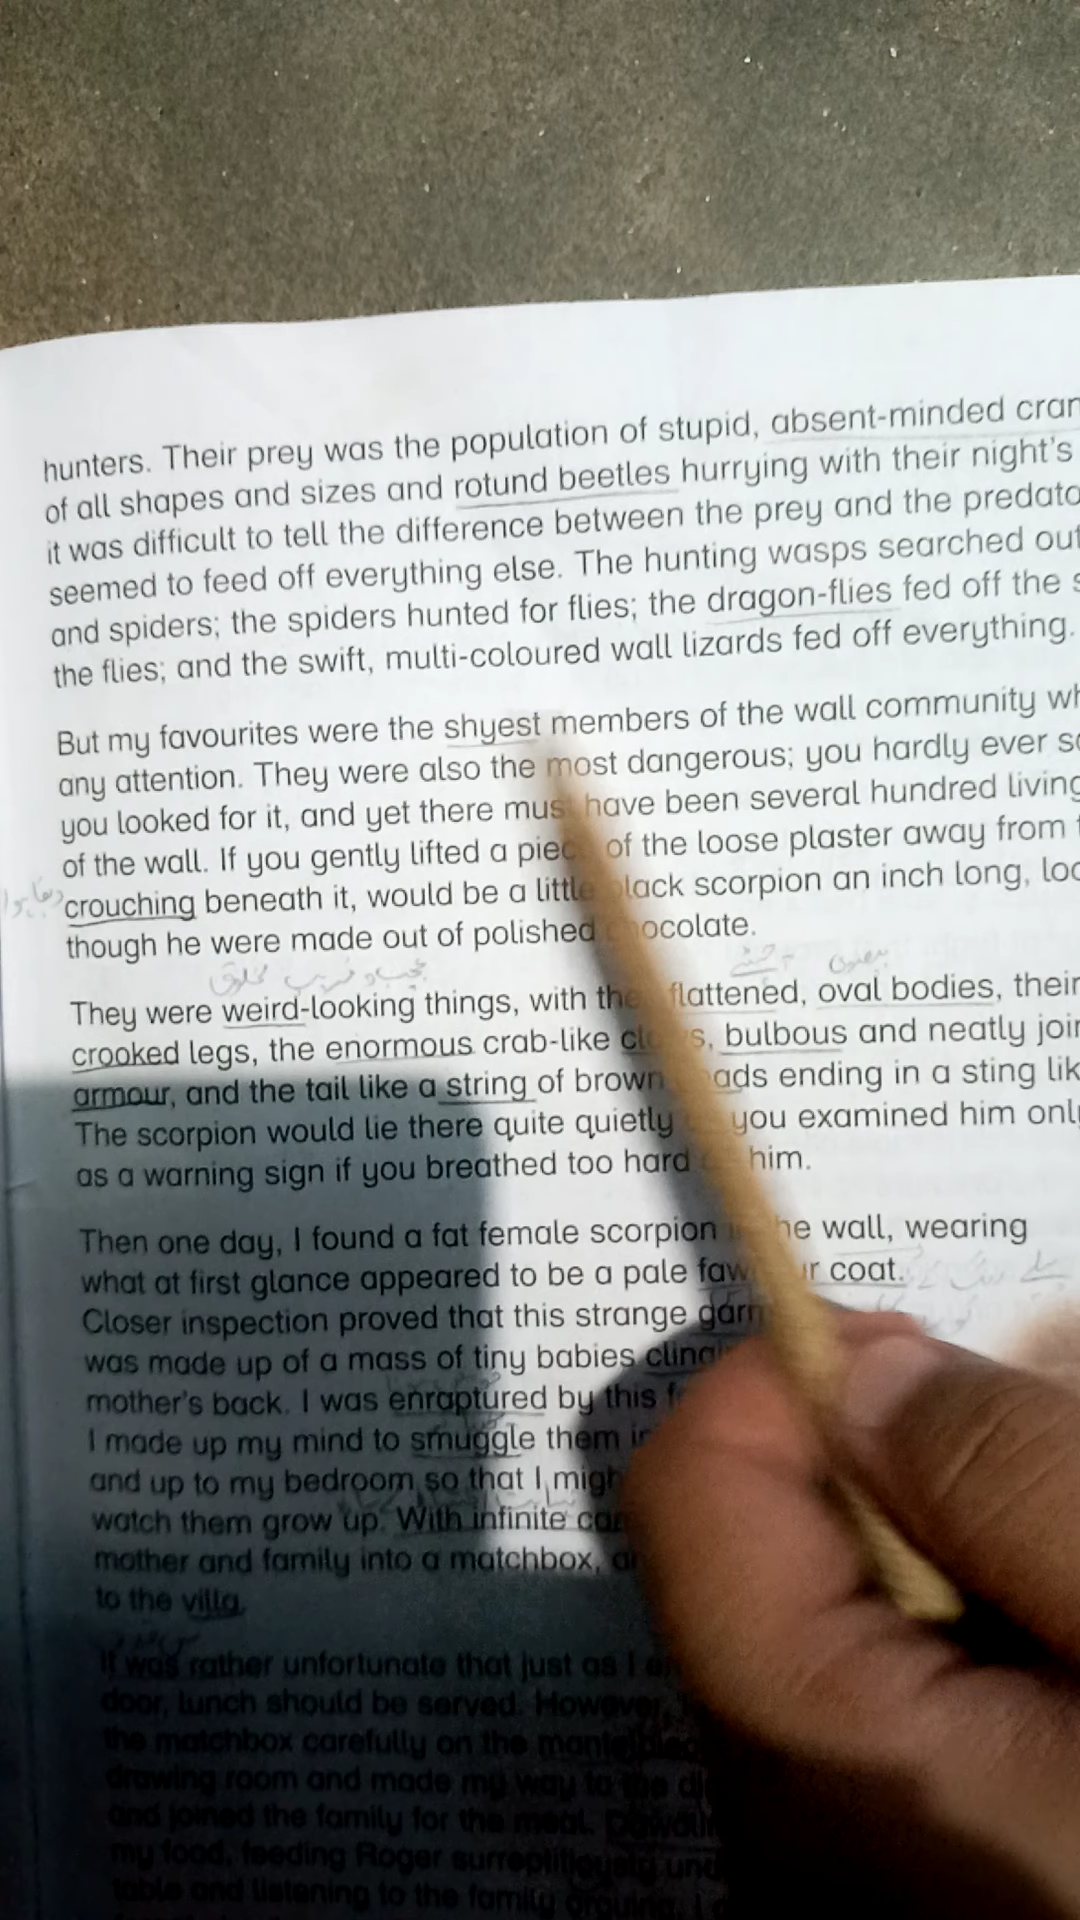 hunters. Their prey was the population of stupid, absent-minded
of all shapes and sizes and rotund beetles hurrying with their night's
it was difficult to tell the difference between the prey and the
seemed to feed off everything else. The hunting wasps searched out
and spiders; the spiders hunted for flies; the dragon-flies fed off the
the flies; and the swift, multi-coloured wall lizards fed off everything.
But my favourites were the shyest members of the wall community
any attention. They were also the most dangerous; you hardly ever
you looked for it, and yet there must have been several hundred living
of the wall. If you gently lifted a piece of the loose plaster away from
crouching beneath it, would be a little black scorpion an inch long,
though he were made out of polished chocolate.
They were weird-looking things, with their flattened, oval bodies, their
crooked legs, the enormous crab-like claws, bulbous and neatly
armour, and the tail like a string of brown beads ending in a sting
The scorpion would lie there quite quietly you examined him
as a warning sign if you breathed too hard on him.
Then one day, I found a fat female scorpion the wall, wearing
what at first glance appeared to be a pale coat.
Closer inspection proved that this strange
was made up of a mass of tiny babies
mother's back. I was enraptured by this
I made up my mind to smuggle them
and up to my bedroom so that I might
watch them grow up. With infinite
mother and family into a matchbox,
to the villa.
It was rather unfortunate that just as I
door, lunch should be served. However,
the matchbox carefully on the
drawing room and made my way to the
and joined the family for the meal.
my food, feeding Roger surreptitiously
table and listening to the family arguing, I